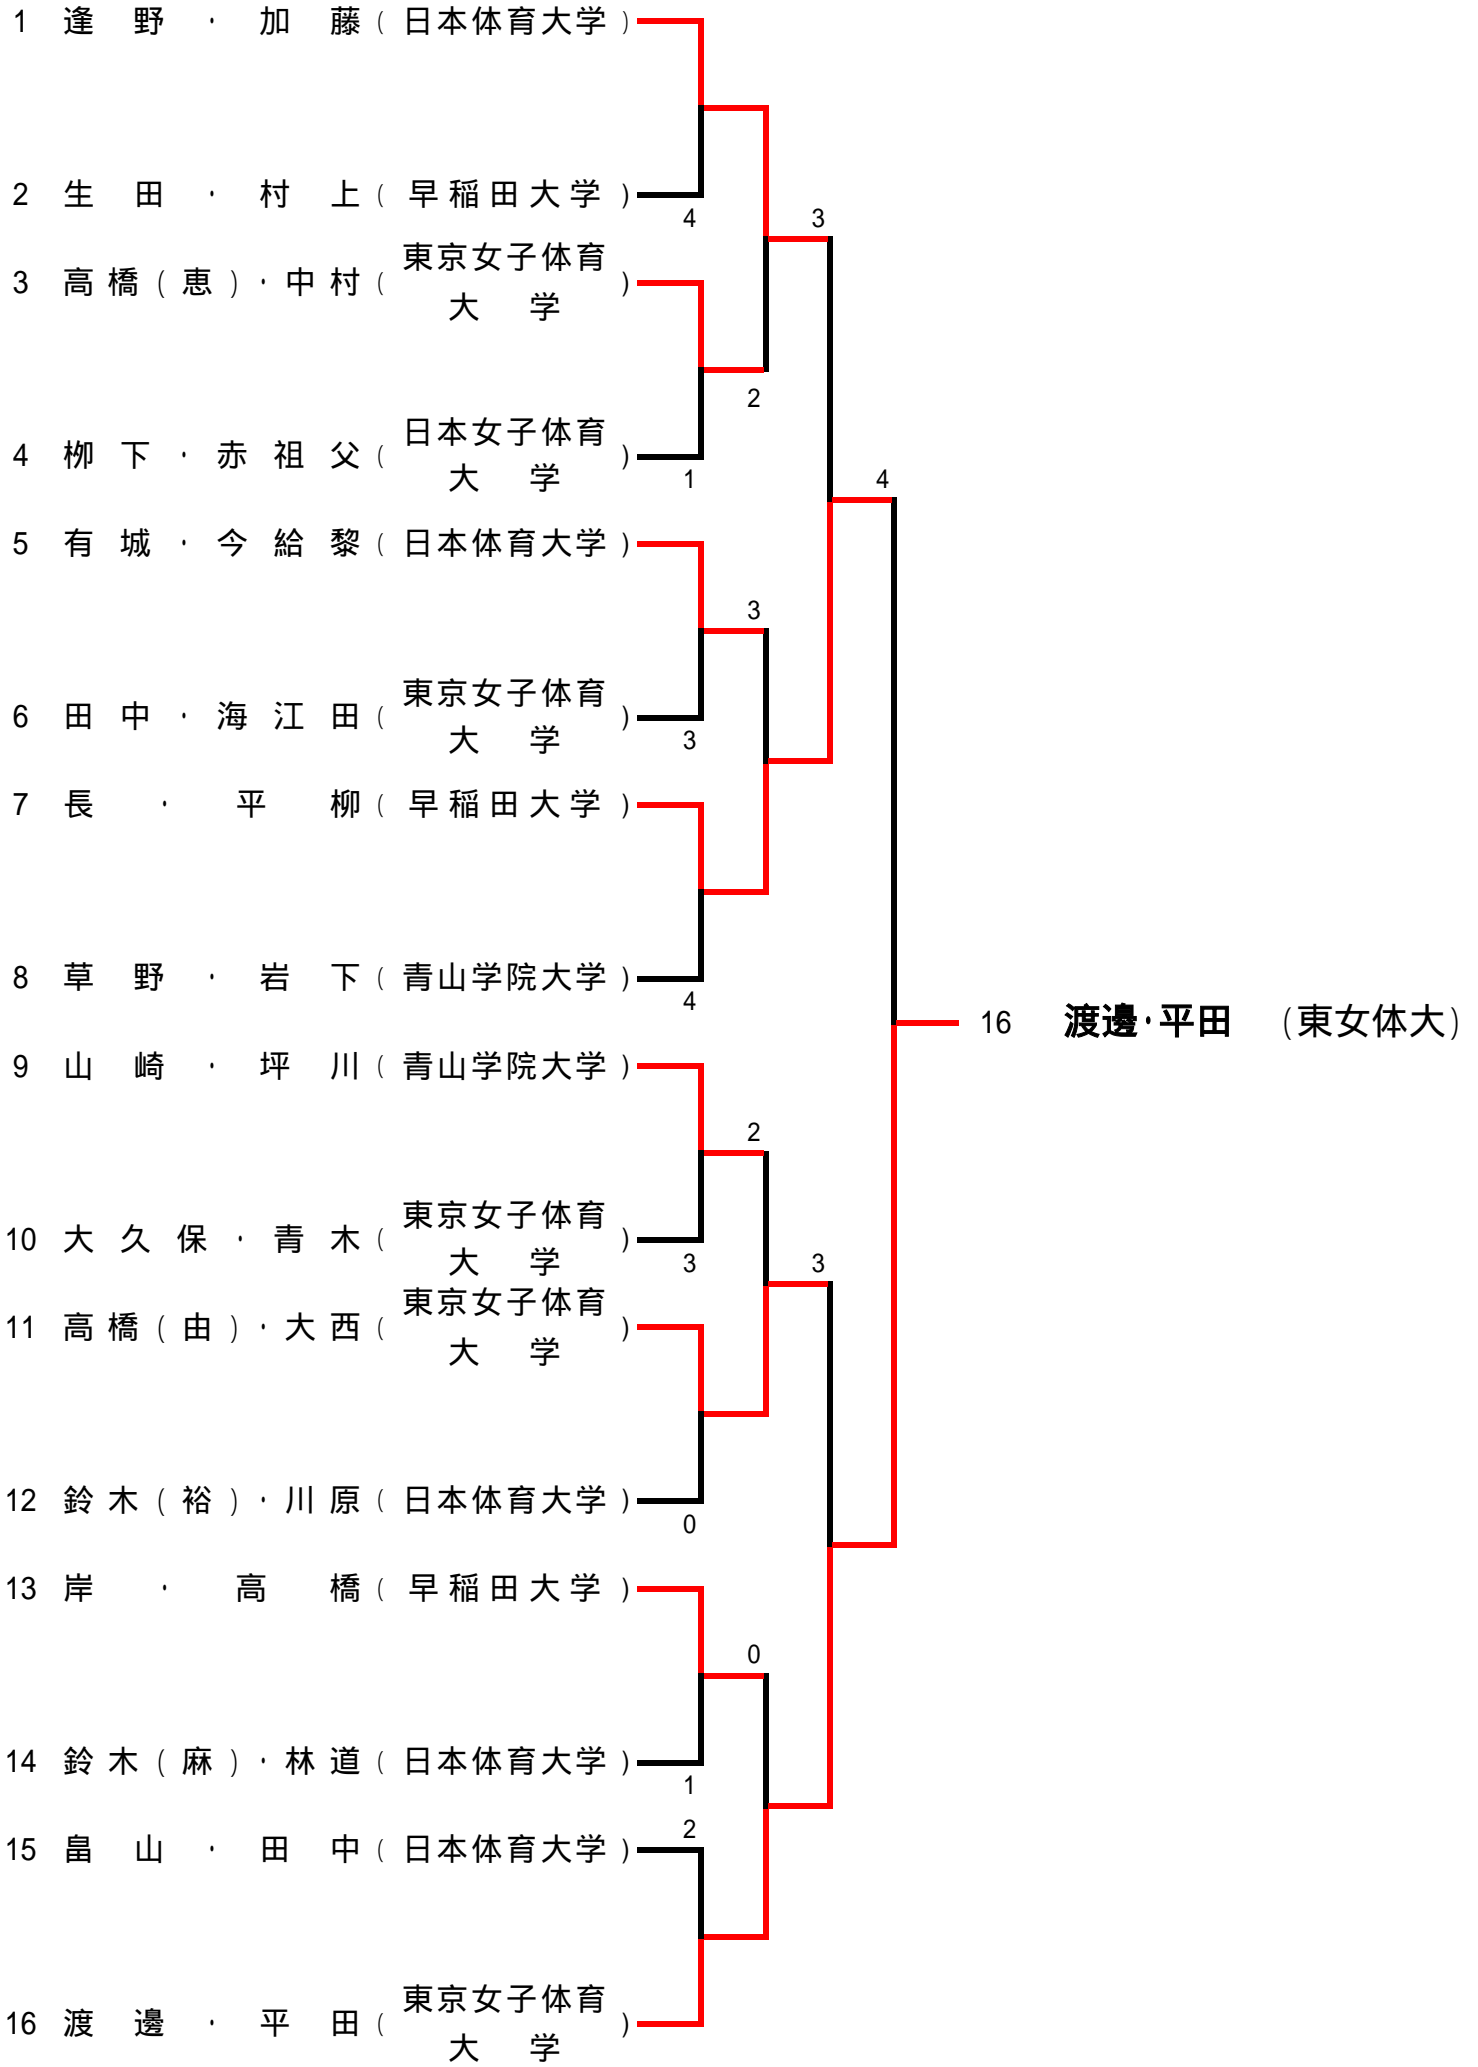 1 逢野・加藤(日本体育大学)
2 生田・村上(早稲田大学)
4
3
3 高橋(恵)・中村(東京女子体育大学)
2
4 栁下・赤祖父(日本女子体育大学)
1
4
5 有城・今給黎(日本体育大学)
3
6 田中・海江田(東京女子体育大学)
3
7 長・平柳(早稲田大学)
8 草野・岩下(青山学院大学)
4
16 渡邊・平田 (東女体大)
9 山崎・坪川(青山学院大学)
2
10 大久保・青木(東京女子体育大学)
3
3
11 高橋(由)・大西(東京女子体育大学)
12 鈴木(裕)・川原(日本体育大学)
0
13 岸・高橋(早稲田大学)
0
14 鈴木(麻)・林道(日本体育大学)
1
2
15 畠山・田中(日本体育大学)
16 渡邊・平田(東京女子体育大学)